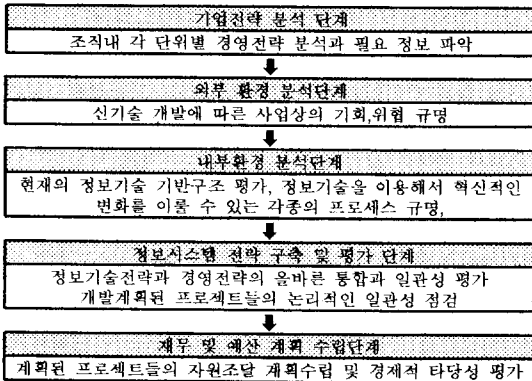 기업전략 분석 단계
조직내 각 단위별 경영전략 분석과 필요 정보 파악
외부 환경 분석단계
신기술 개발에 따른 사업상의 기회,위협 규명
내부환경 분석단계
현재의 정보기술 기반구조 평가, 정보기술을 이용해서 혁신적인
변화를 이룰 수 있는 각종의 프로세스 규명,
정보시스템 전략 구축 및 평가 단계
정보기술전략과 경영전략의 올바른 통합과 일관성 평가
개발계획된 프로젝트들의 논리적인 일관성 점검
재무 및 예산 계획 수립단계
계획된 프로젝트들의 자원조달 계획수립 및 경제적 타당성 평가